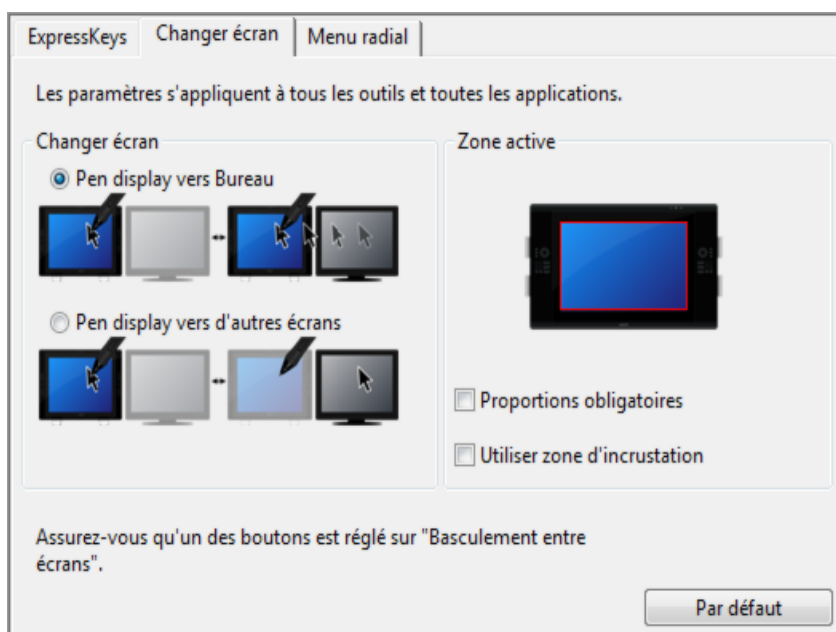 ExpressKeys
Changer écran
Menu radial
Les paramètres s'appliquent à tous les outils et toutes les applications.
Changer écran
Pen display vers Bureau
Pen display vers d'autres écrans
Zone active
Proportions obligatoires
Utiliser zone d'incrustation
Assurez-vous qu'un des boutons est réglé sur "Basculement entre
écrans".
Par défaut